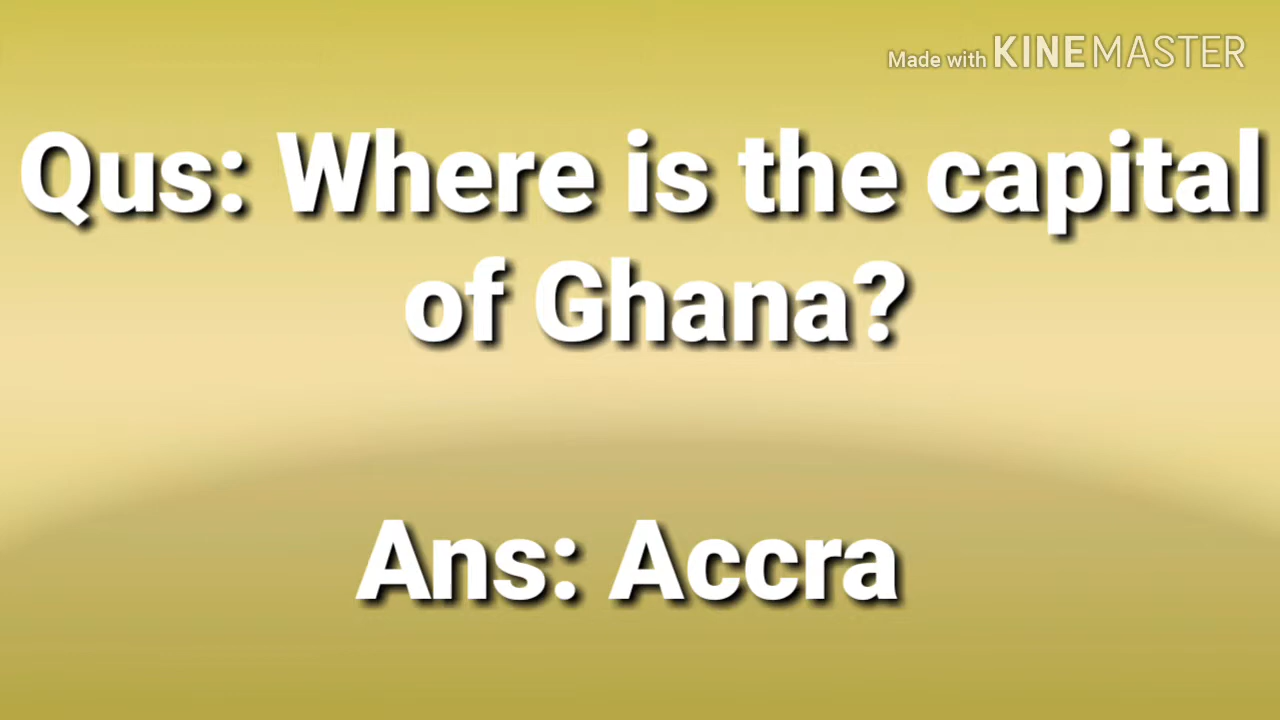 Made with KINEMASTER
Qus: Where is the capital
of Ghana?
Ans: Accra